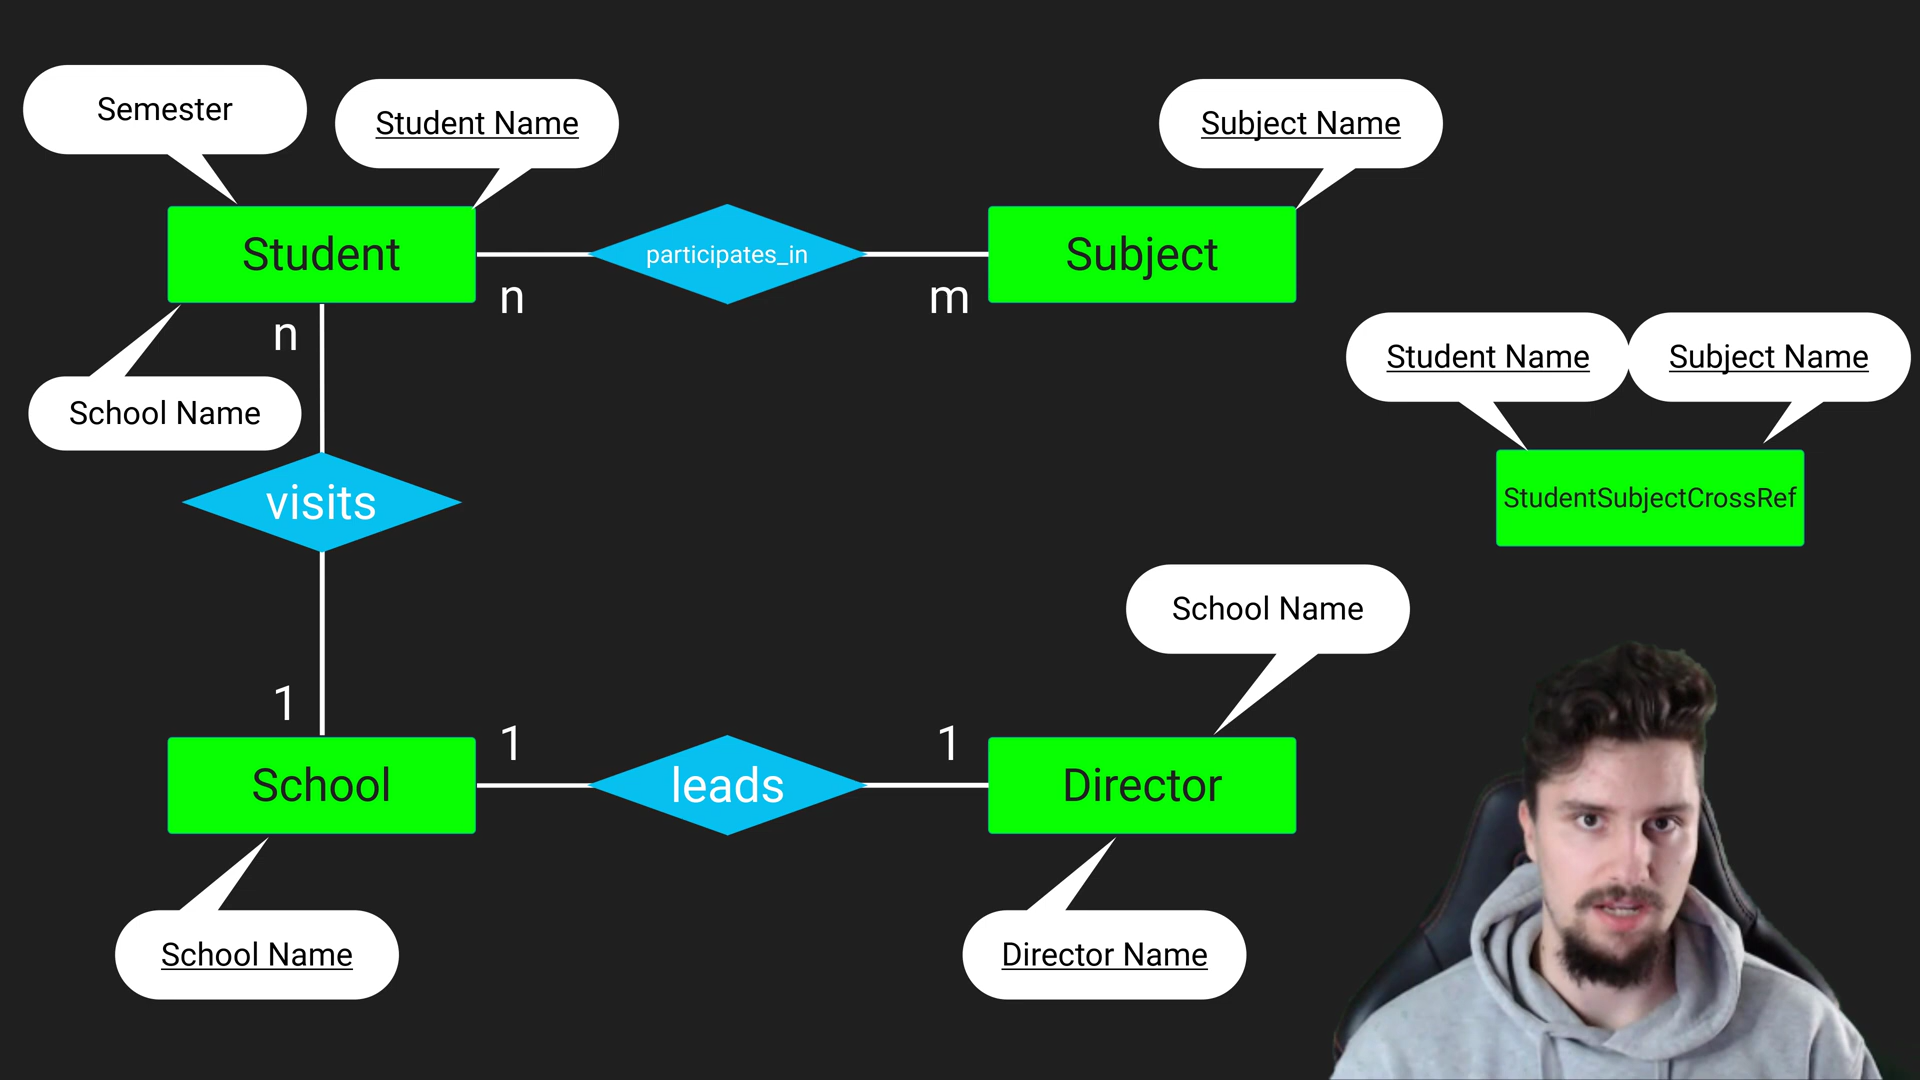 Semester
Student Name
Subject Name
Student
participates_in
Subject
n
m
n
Student Name
Subject Name
School Name
visits
StudentSubjectCrossRef
School Name
1
1
1
School
leads
Director
School Name
Director Name